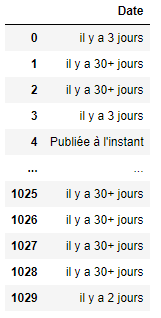 Date
0 il y a 3 jours
1 il y a 30+ jours
2 il y a 30+ jours
3 il y a 3 jours
4 Publiée à l'instant
... ...
1025 il y a 30+ jours
1026 il y a 30+ jours
1027 il y a 30+ jours
1028 il y a 30+ jours
1029 il y a 2 jours